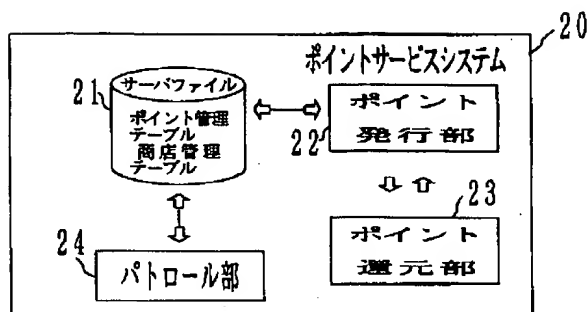 20
ポイントサービスシステム
21
サーバファイル
ポイント管理
テーブル
商店管理
テーブル
22
ポイント
発行部
23
ポイント
還元部
24
パトロール部